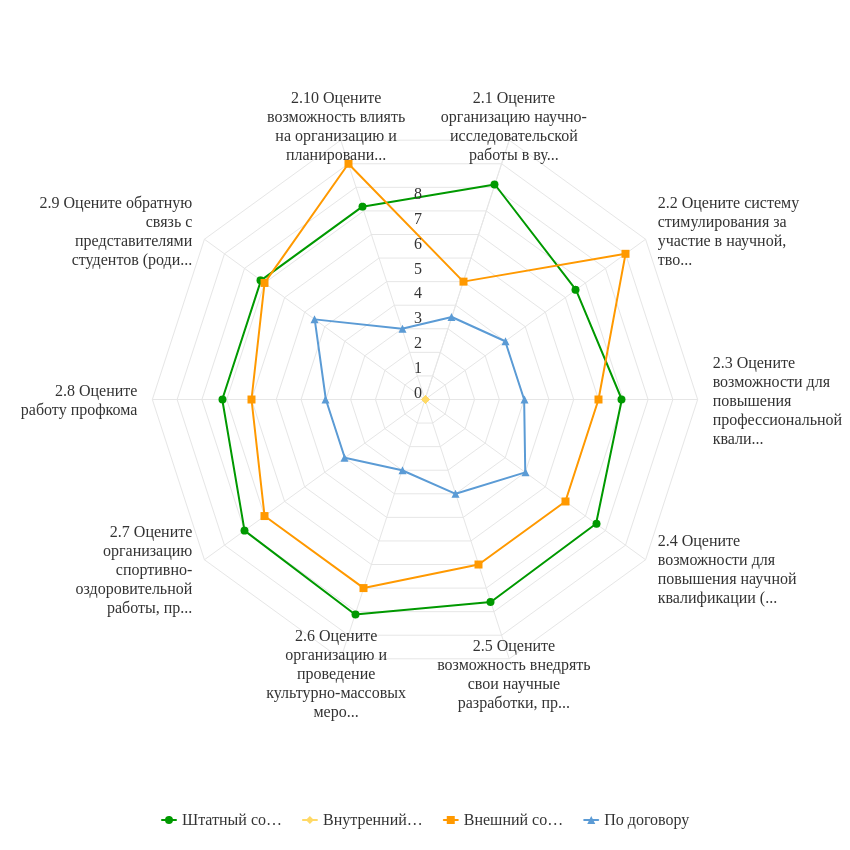 2.10 Оцените
возможность влиять
на организацию и
планировани...
2.1 Оцените
организацию научно-
исследовательской
работы в ву...
2.9 Оцените обратную
связь с
представителями
студентов (роди...
2.2 Оцените систему
стимулирования за
участие в научной,
тво...
8
7
6
5
4
3
2
1
0
2.8 Оцените
работу профкома
2.3 Оцените
возможности для
повышения
профессиональной
квали...
2.7 Оцените
организацию
спортивно-
оздоровительной
работы, пр...
2.4 Оцените
возможности для
повышения научной
квалификации (...
2.6 Оцените
организацию и
проведение
культурно-массовых
меро...
2.5 Оцените
возможность внедрять
свои научные
разработки, пр...
Штатный со… Внутренний… Внешний со… По договору